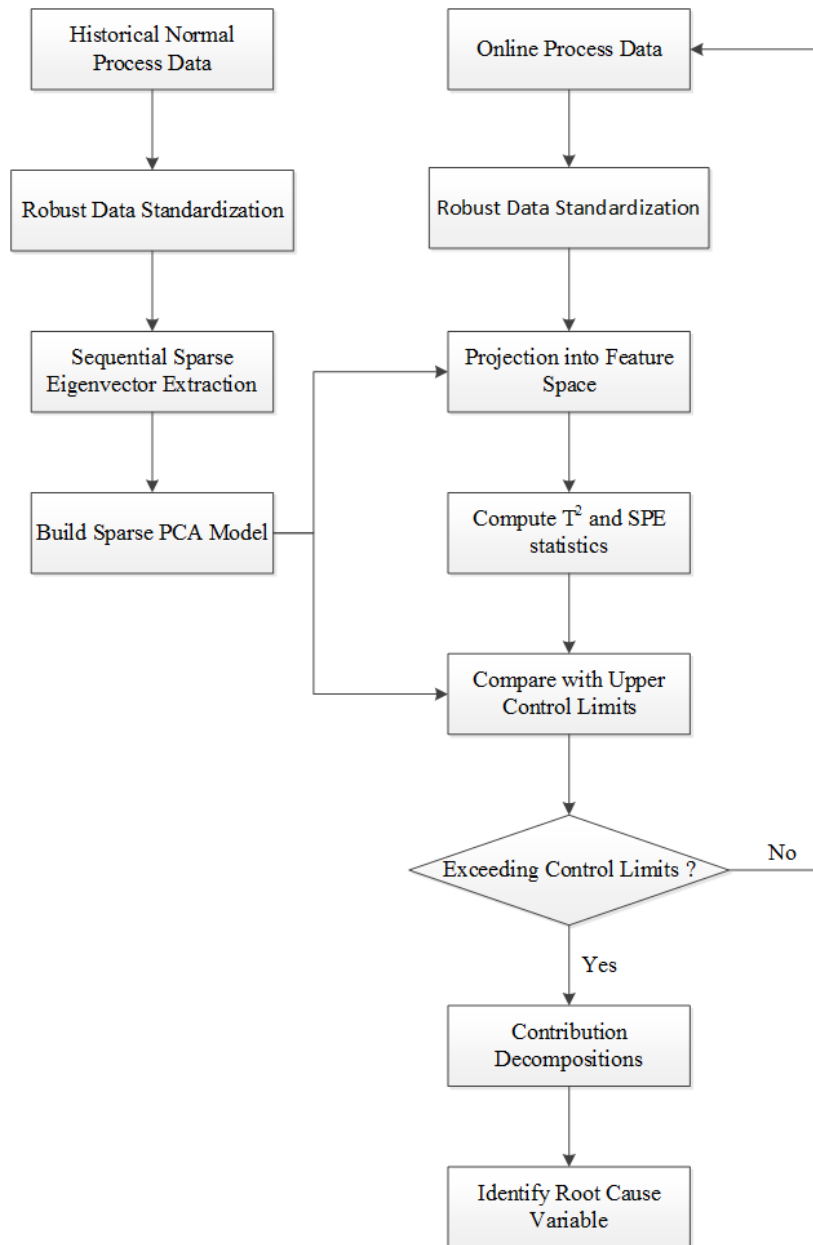 Historical Normal
Process Data
Robust Data Standardization
Sequential Sparse
Eigenvector Extraction
Build Sparse PCA Model
Online Process Data
Robust Data Standardization
Projection into Feature
Space
Compute T² and SPE
statistics
Compare with Upper
Control Limits
Exceeding Control Limits ?
No
Yes
Contribution
Decompositions
Identify Root Cause
Variable